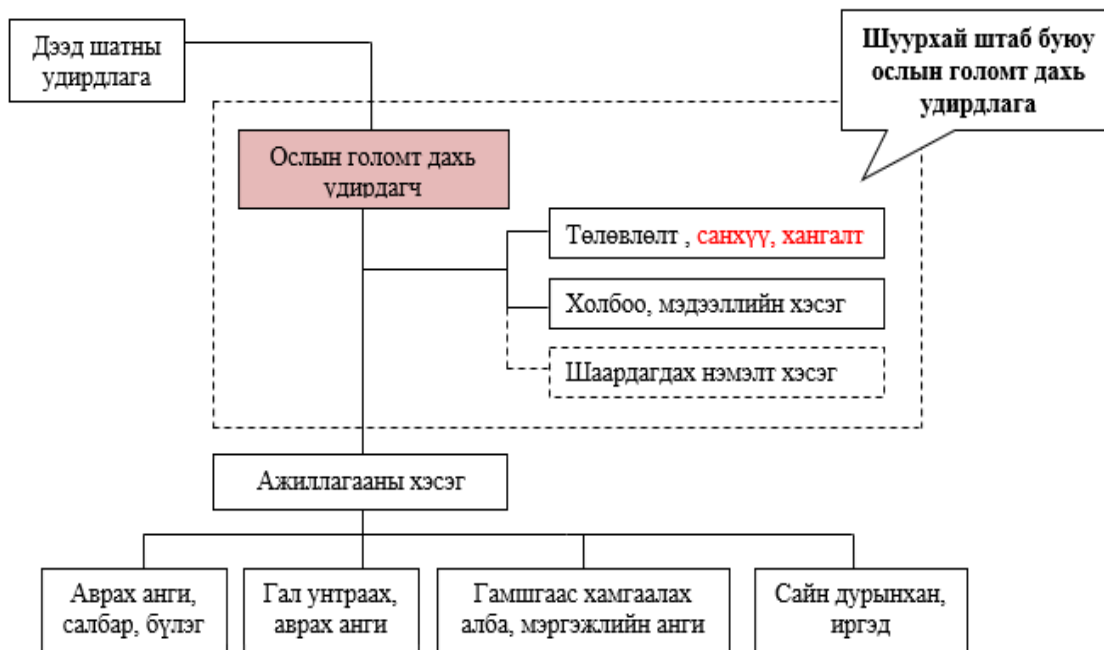 Дээд шатны
удирдлага
Шуурхай штаб буюу
ослын голомт дахь
удирдлага
Ослын голомт дахь
удирдагч
Төлөвлөлт , санхүү, хангалт
Холбоо, мэдээллийн хэсэг
Шаардагдах нэмэлт хэсэг
Ажиллагааны хэсэг
Аврах анги,
салбар, бүлэг
Гал унтраах,
аврах анги
Гамшгаас хамгаалах
алба, мэргэжлийн анги
Сайн дурынхан,
иргэд